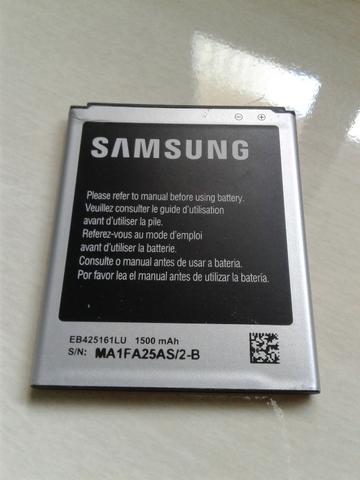 SAMSUNG
Please refer to manual before using battery.
Veuillez consulter le guide d'utilisation
avant d'utiliser la pile.
Referez-vous au mode d'emploi
avant d'utiliser la batterie.
Consulte o manual antes de usar a bateria.
Por favor lea el manual antes de utilizar la batería.
EB425161LU 1500 mAh
S/N: MA1FA25AS/2-B